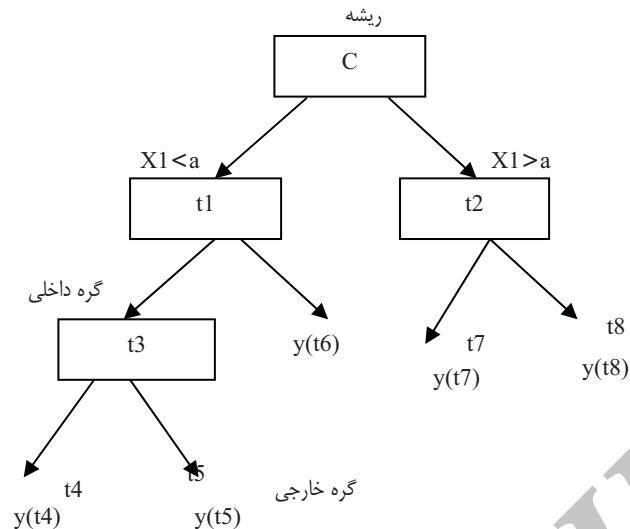 ریشه
C
X1<a
X1>a
t1
t2
گره داخلی
t3
y(t6)
t7
t8
y(t7)
y(t8)
t4
t5
گره خارجی
y(t4)
y(t5)